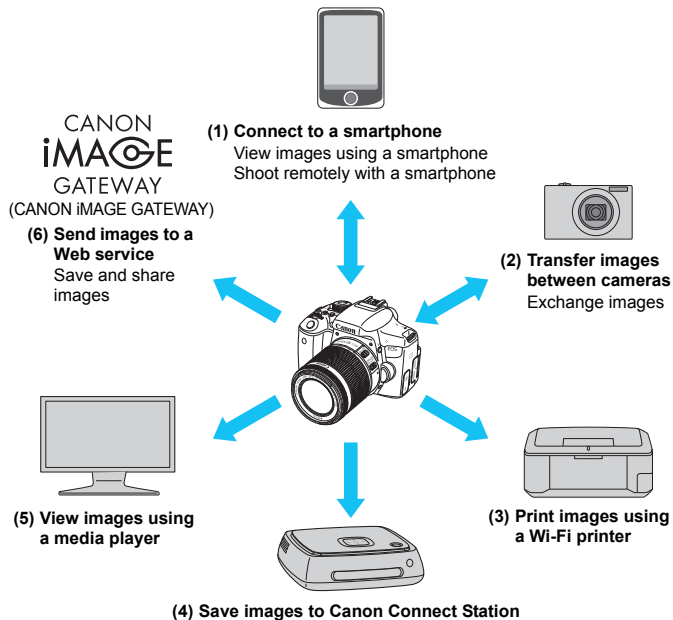 (1) Connect to a smartphone
View images using a smartphone
Shoot remotely with a smartphone
CANON
iMAGE
GATEWAY
(CANON iMAGE GATEWAY)
(6) Send images to a
Web service
Save and share
images
(2) Transfer images
between cameras
Exchange images
Canon
EOS
(5) View images using
a media player
(3) Print images using
a Wi-Fi printer
(4) Save images to Canon Connect Station